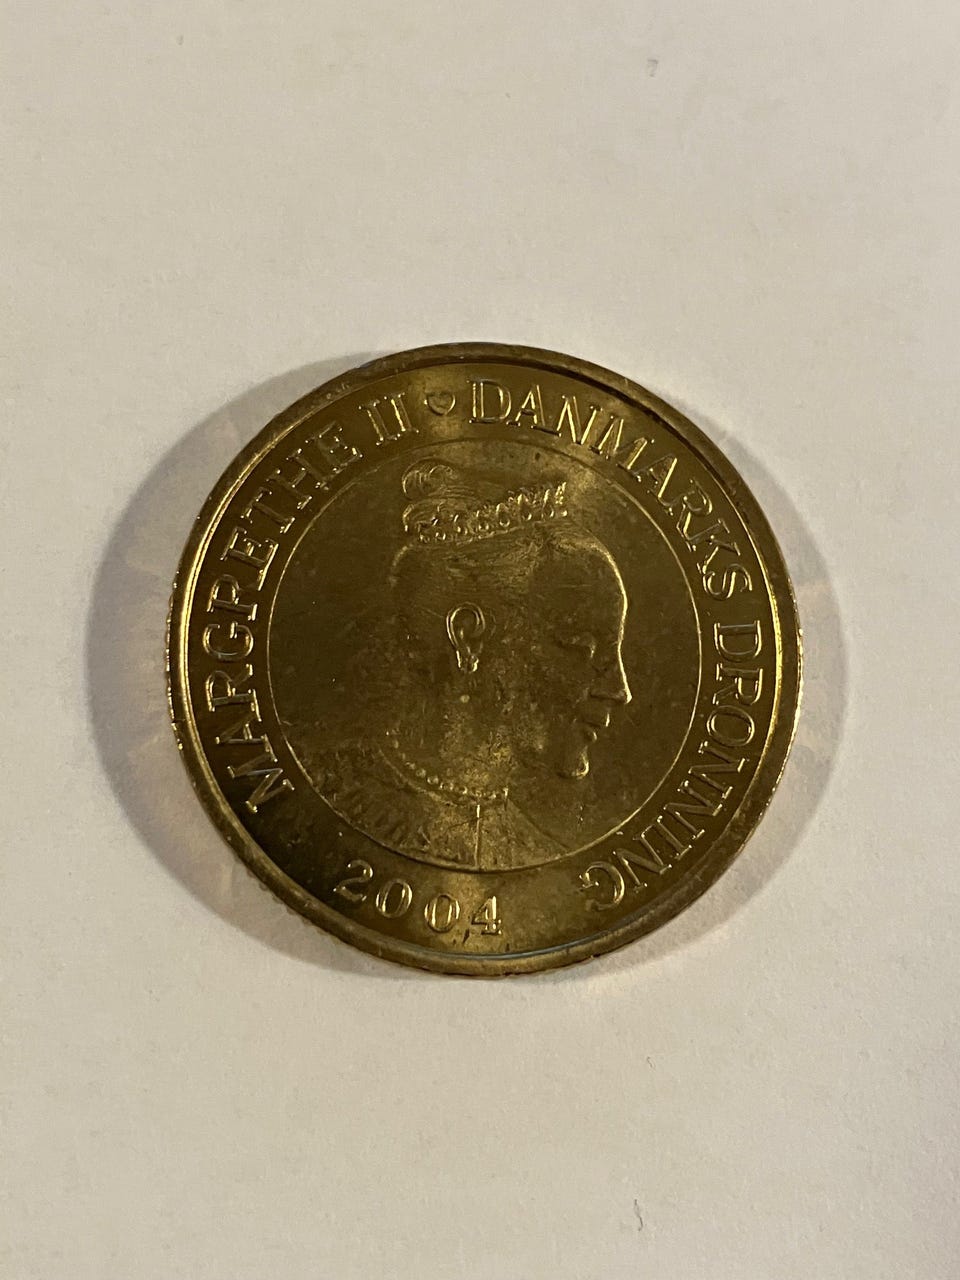 MARGRETHE II ♥ DANMARKS DRONNING
2004